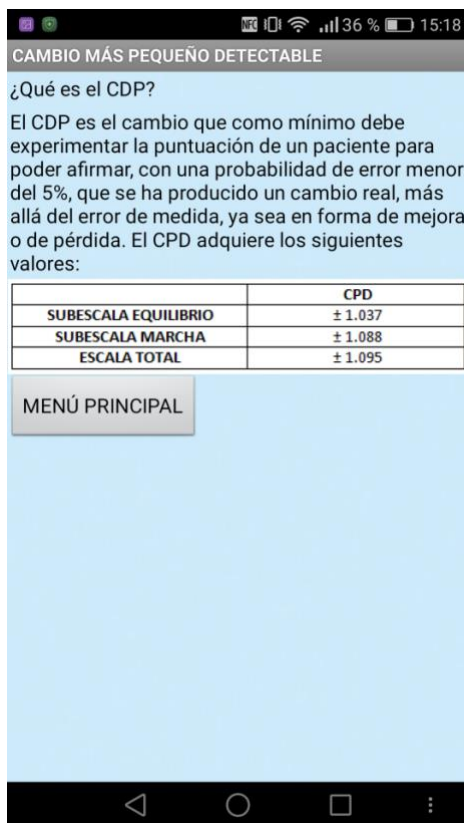 36 % 15:18
CAMBIO MÁS PEQUEÑO DETECTABLE
¿Qué es el CDP?
El CDP es el cambio que como mínimo debe
experimentar la puntuación de un paciente para
poder afirmar, con una probabilidad de error menor
del 5%, que se ha producido un cambio real, más
allá del error de medida, ya sea en forma de mejora
o de pérdida. El CPD adquiere los siguientes
valores:
CPD
SUBESCALA EQUILIBRIO ± 1.037
SUBESCALA MARCHA ± 1.088
ESCALA TOTAL ± 1.095
MENÚ PRINCIPAL